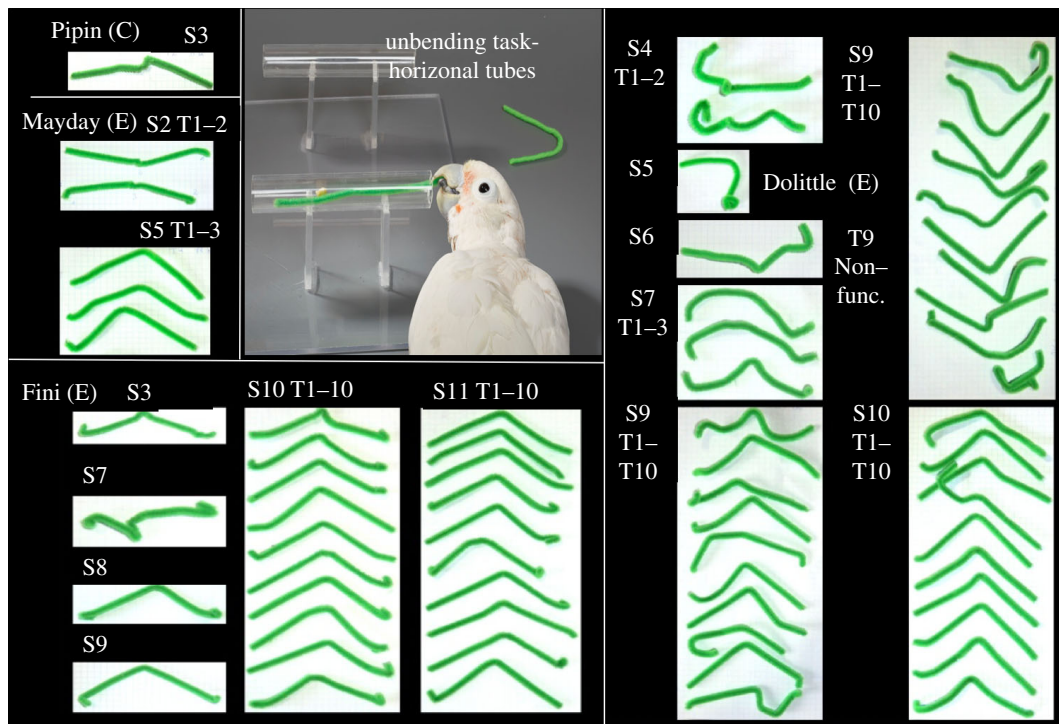 Pipin (C) S3
Mayday (E) S2 T1–2
S5 T1–3
unbending task-
horizonal tubes
Fini (E) S3
S7
S8
S9
S10 T1–10
S11 T1–10
S4
T1–2
S5
Dolittle (E)
S6
S7
T1–3
S9
T1–
T10
T9
Non–
func.
S9
T1–
T10
S10
T1–
T10